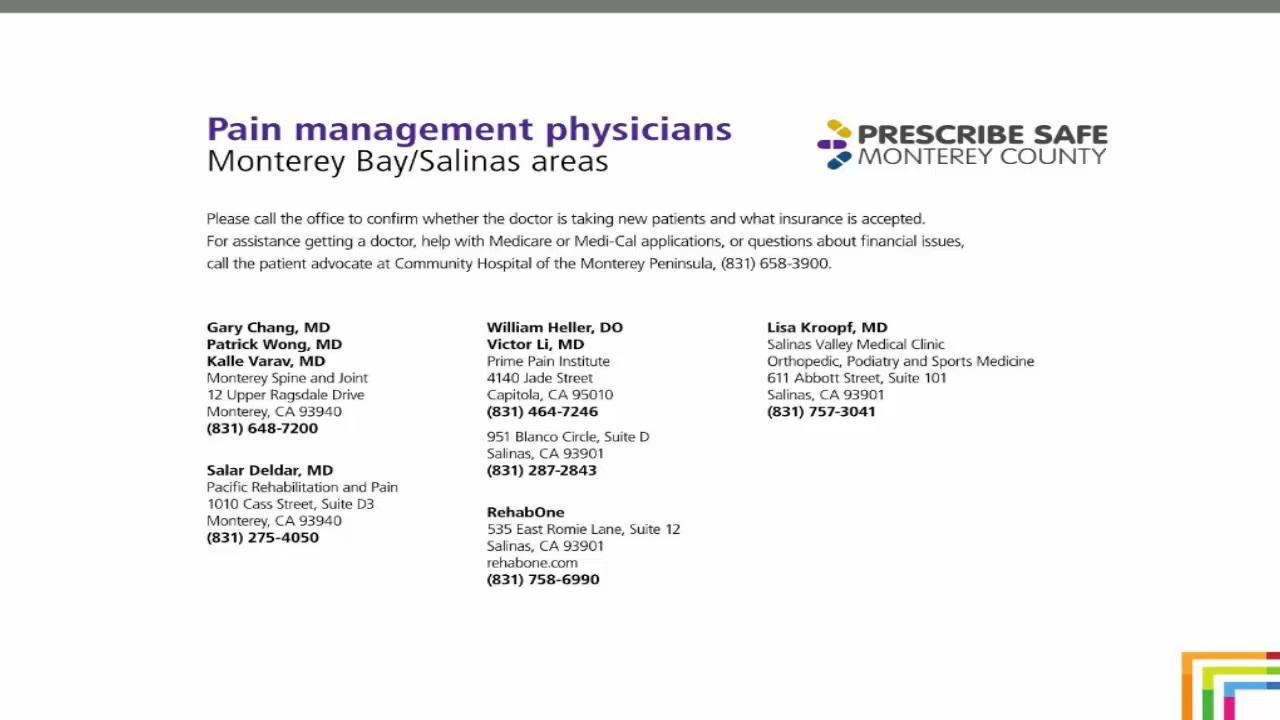 Pain management physicians
Monterey Bay/Salinas areas
PRESCRIBE SAFE
MONTEREY COUNTY
Please call the office to confirm whether the doctor is taking new patients and what insurance is accepted.
For assistance getting a doctor, help with Medicare or Medi-Cal applications, or questions about financial issues,
call the patient advocate at Community Hospital of the Monterey Peninsula, (831) 658-3900.
Gary Chang, MD
Patrick Wong, MD
Kalle Varav, MD
Monterey Spine and Joint
12 Upper Ragsdale Drive
Monterey, CA 93940
(831) 648-7200
Salar Deldar, MD
Pacific Rehabilitation and Pain
1010 Cass Street, Suite D3
Monterey, CA 93940
(831) 275-4050
William Heller, DO
Victor Li, MD
Prime Pain Institute
4140 Jade Street
Capitola, CA 95010
(831) 464-7246
951 Blanco Circle, Suite D
Salinas, CA 93901
(831) 287-2843
RehabOne
535 East Romie Lane, Suite 12
Salinas, CA 93901
rehabone.com
(831) 758-6990
Lisa Kroopf, MD
Salinas Valley Medical Clinic
Orthopedic, Podiatry and Sports Medicine
611 Abbott Street, Suite 101
Salinas, CA 93901
(831) 757-3041